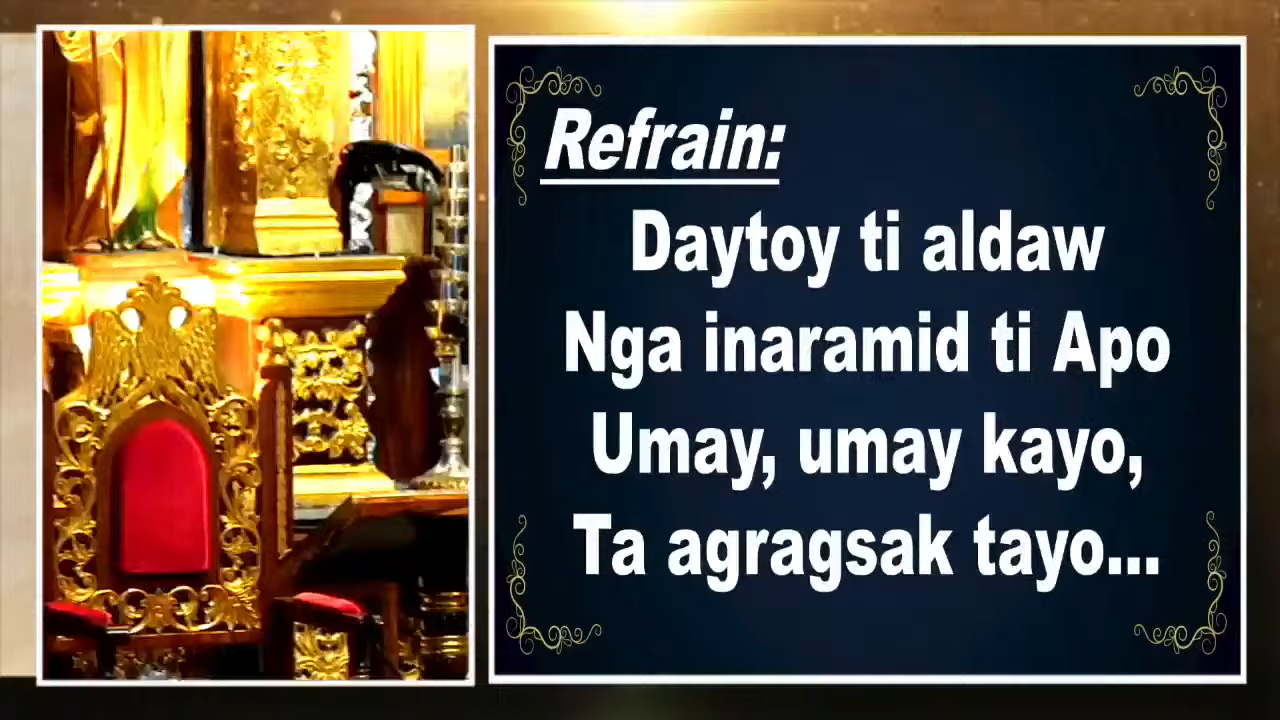 Refrain:
Daytoy ti aldaw
Nga inaramid ti Apo
Umay, umay kayo,
Ta agragsak tayo...